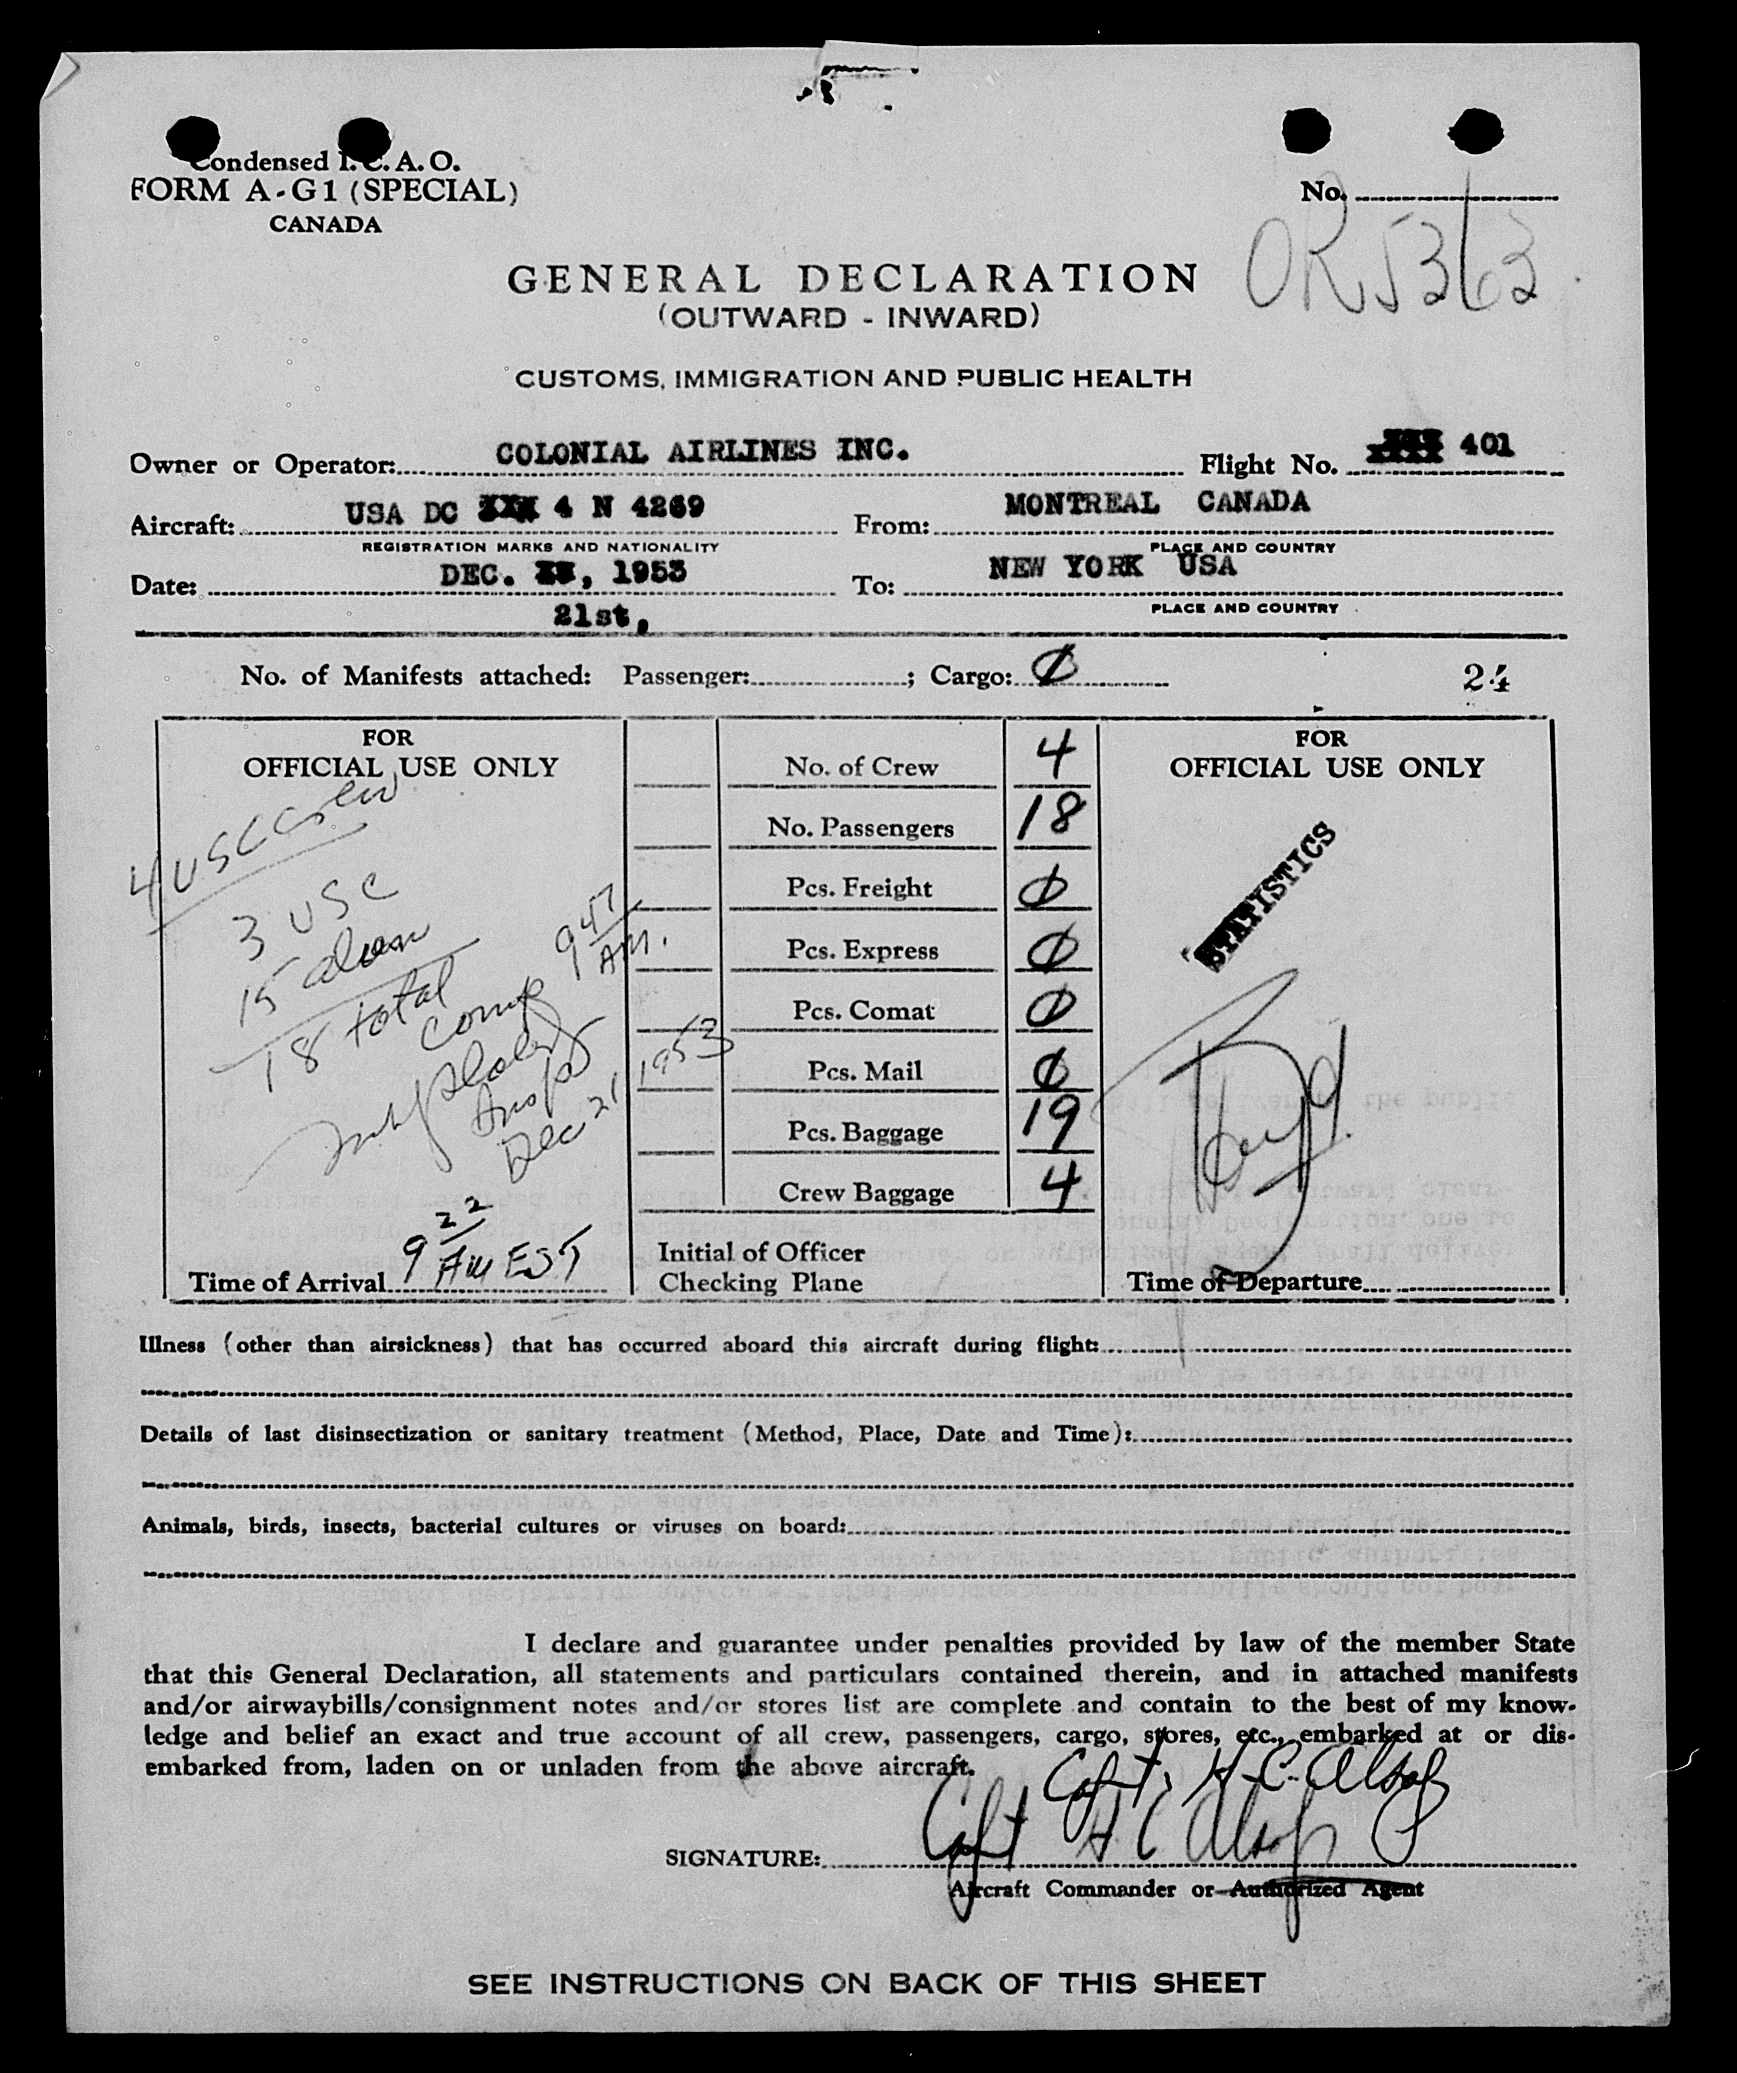 Condensed I.C.A.O.
FORM A-G1 (SPECIAL)
CANADA
No.
OR5363
GENERAL DECLARATION
(OUTWARD - INWARD)
CUSTOMS, IMMIGRATION AND PUBLIC HEALTH
Owner or Operator: COLONIAL AIRLINES INC. Flight No. 401
Aircraft: USA DC 4 N 4269 From: MONTREAL CANADA
REGISTRATION MARKS AND NATIONALITY PLACE AND COUNTRY
Date: DEC. , 1953 To: NEW YORK USA
21st, PLACE AND COUNTRY
No. of Manifests attached: Passenger: ; Cargo: 0 24
FOR OFFICIAL USE ONLY
4 USC Crew
3 USC
15 alien
18 total
Comp 9 47 AM.
Insp
Dec 21 1953
Time of Arrival 9 22 AM EST
No. of Crew 4
No. Passengers 18
Pcs. Freight 0
Pcs. Express 0
Pcs. Comat 0
Pcs. Mail 0
Pcs. Baggage 19
Crew Baggage 4
Initial of Officer
Checking Plane
FOR OFFICIAL USE ONLY
STATISTICS
Time of Departure
Illness (other than airsickness) that has occurred aboard this aircraft during flight:
Details of last disinsectization or sanitary treatment (Method, Place, Date and Time):
Animals, birds, insects, bacterial cultures or viruses on board:
I declare and guarantee under penalties provided by law of the member State
that this General Declaration, all statements and particulars contained therein, and in attached manifests
and/or airwaybills/consignment notes and/or stores list are complete and contain to the best of my know-
ledge and belief an exact and true account of all crew, passengers, cargo, stores, etc., embarked at or dis-
embarked from, laden on or unladen from the above aircraft.
Capt. H.C. Alsop
SIGNATURE: Capt H C Alsop
Aircraft Commander or Authorized Agent
SEE INSTRUCTIONS ON BACK OF THIS SHEET